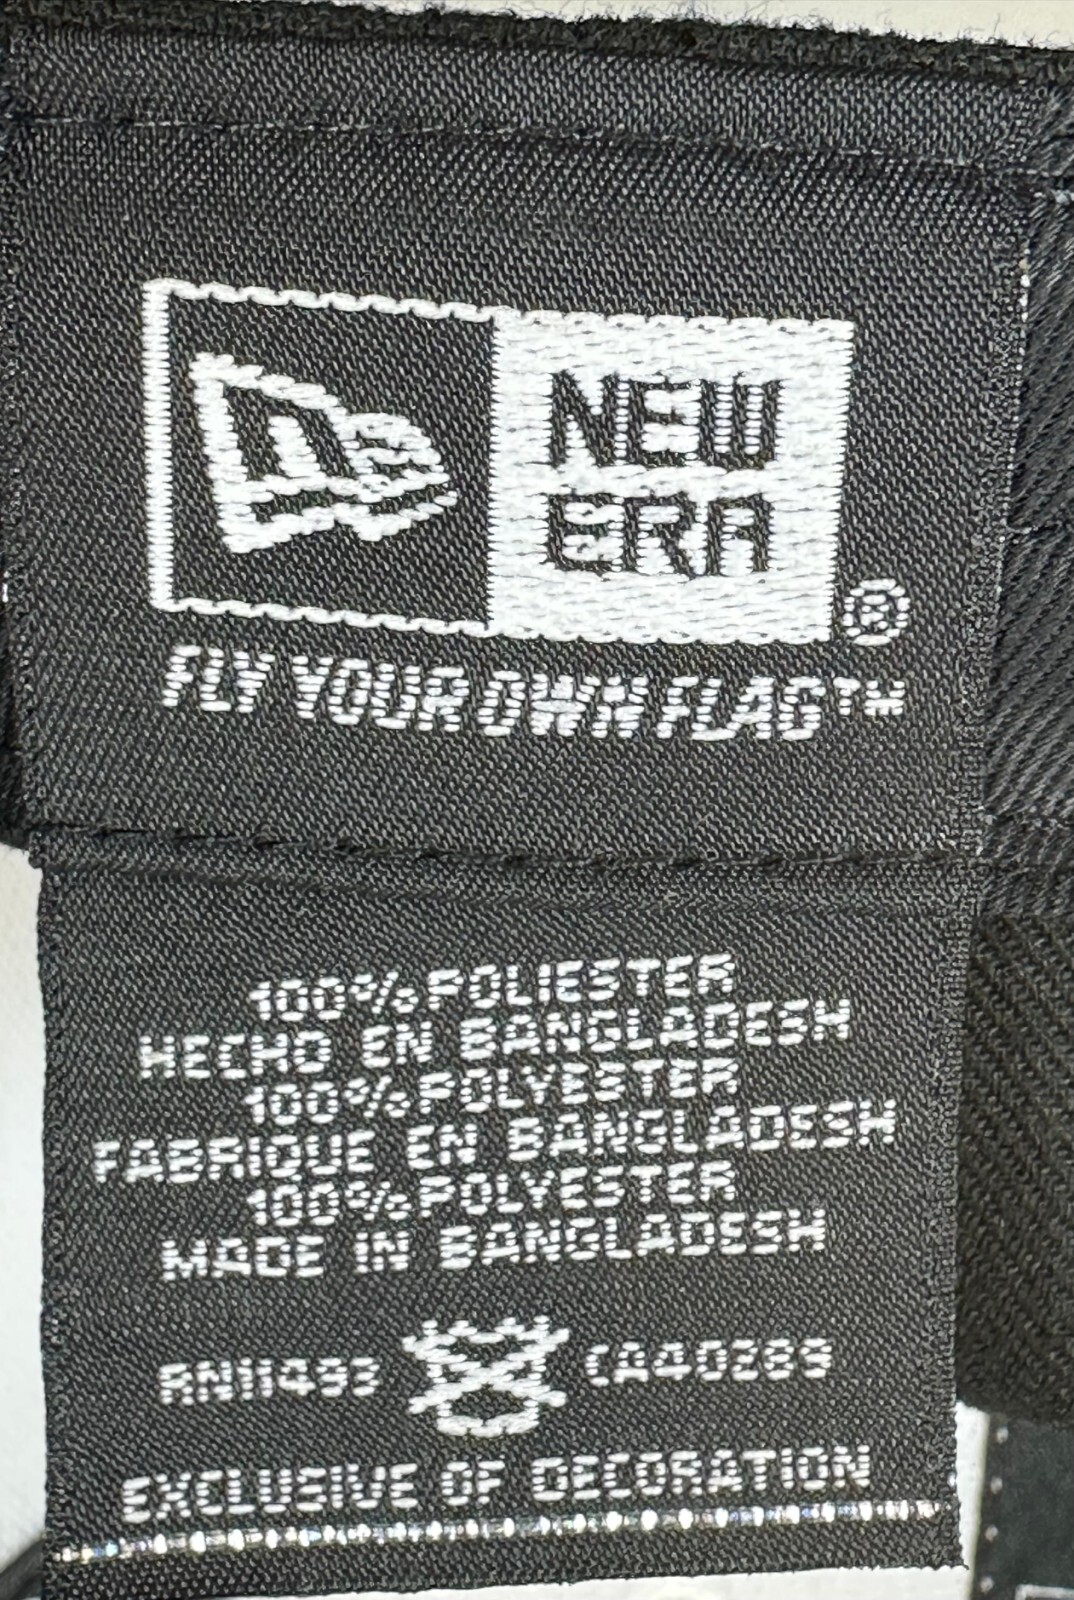 NE
NEW
ERA®
FLY YOUR OWN FLAG™
100% POLIESTER
HECHO EN BANGLADESH
100% POLYESTER
FABRIQUE EN BANGLADESH
100% POLYESTER
MADE IN BANGLADESH
RN11493 CA40289
EXCLUSIVE OF DECORATION